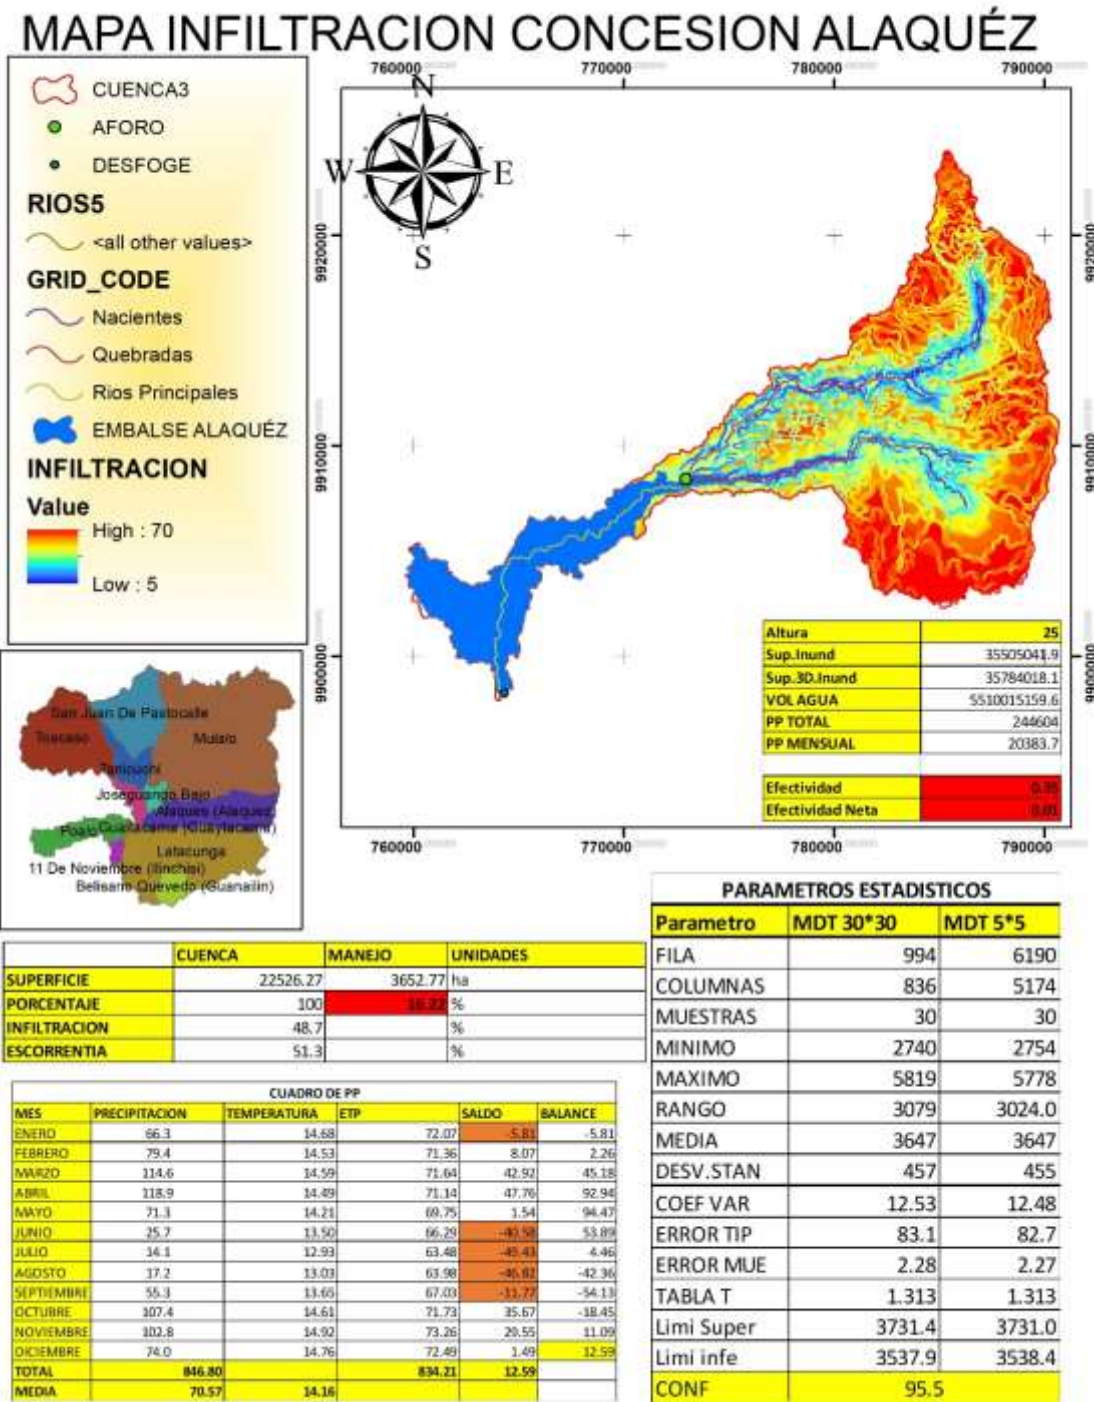 MAPA INFILTRACION CONCESION ALAQUÉZ
CUENCA3
AFORO
DESFOGE
RIOS5
<all other values>
GRID_CODE
Nacientes
Quebradas
Rios Principales
EMBALSE ALAQUÉZ
INFILTRACION
Value
High : 70
Low : 5
760000 770000 780000 790000
N
W E
S
9920000 9920000
9910000 9910000
9900000 9900000
760000 770000 780000 790000
Altura 25
Sup.Inund 35505041.9
Sup.3D.Inund 35784018.1
VOL AGUA 5510015159.6
PP TOTAL 244604
PP MENSUAL 20383.7
Efectividad
Efectividad Neta
San Juan De Pastocalle
Toacaso
Mulalo
Tanicuchi
Joseguango Bajo
Alaques (Alaquez
Poalo Guaitacama (Guaytacama)
Latacunga
11 De Noviembre (Ilinchisi)
Belisario Quevedo (Guanailin)
CUENCA MANEJO UNIDADES
SUPERFICIE 22526.27 3652.77 ha
PORCENTAJE 100 16.22 %
INFILTRACION 48.7 %
ESCORRENTIA 51.3 %
CUADRO DE PP
MES PRECIPITACION TEMPERATURA ETP SALDO BALANCE
ENERO 66.3 14.68 72.07 -5.81 -5.81
FEBRERO 79.4 14.53 71.36 8.07 2.26
MARZO 114.6 14.59 71.64 42.92 45.18
ABRIL 118.9 14.49 71.14 47.76 92.94
MAYO 71.3 14.21 69.75 1.54 94.47
JUNIO 25.7 13.50 66.29 -40.58 53.89
JULIO 14.1 12.93 63.48 -49.43 4.46
AGOSTO 17.2 13.03 63.98 -46.82 -42.36
SEPTIEMBRE 55.3 13.65 67.03 -11.77 -54.13
OCTUBRE 107.4 14.61 71.73 35.67 -18.45
NOVIEMBRE 102.8 14.92 73.26 29.55 11.09
DICIEMBRE 74.0 14.76 72.49 1.49 12.59
TOTAL 846.80 834.21 12.59
MEDIA 70.57 14.16
PARAMETROS ESTADISTICOS
Parametro MDT 30*30 MDT 5*5
FILA 994 6190
COLUMNAS 836 5174
MUESTRAS 30 30
MINIMO 2740 2754
MAXIMO 5819 5778
RANGO 3079 3024.0
MEDIA 3647 3647
DESV.STAN 457 455
COEF VAR 12.53 12.48
ERROR TIP 83.1 82.7
ERROR MUE 2.28 2.27
TABLA T 1.313 1.313
Limi Super 3731.4 3731.0
Limi infe 3537.9 3538.4
CONF 95.5